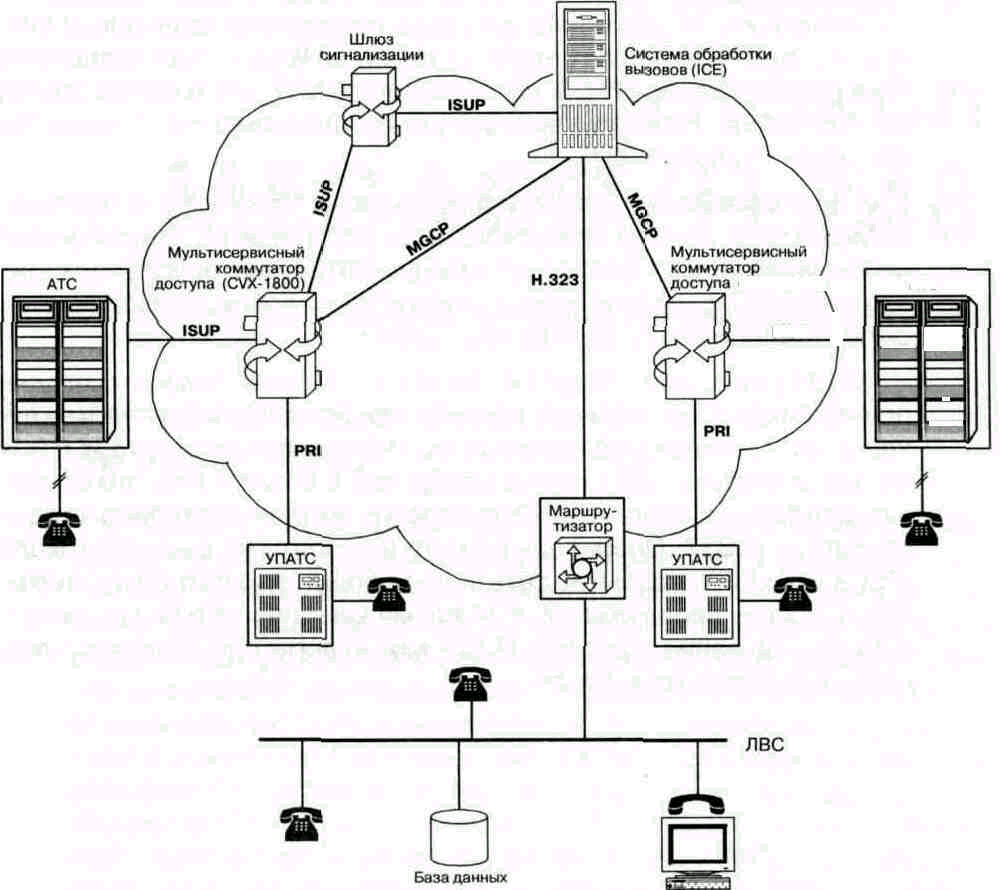 Шлюз
сигнализации
Система обработки
вызовов (ICE)
ISUP
ISUP
MGCP
MGCP
Мультисервисный
коммутатор
доступа (CVX-1800)
Н.323
Мультисервисный
коммутатор
доступа
АТС
ISUP
PRI
PRI
Маршру-
тизатор
УПАТС
УПАТС
ЛВС
База данных